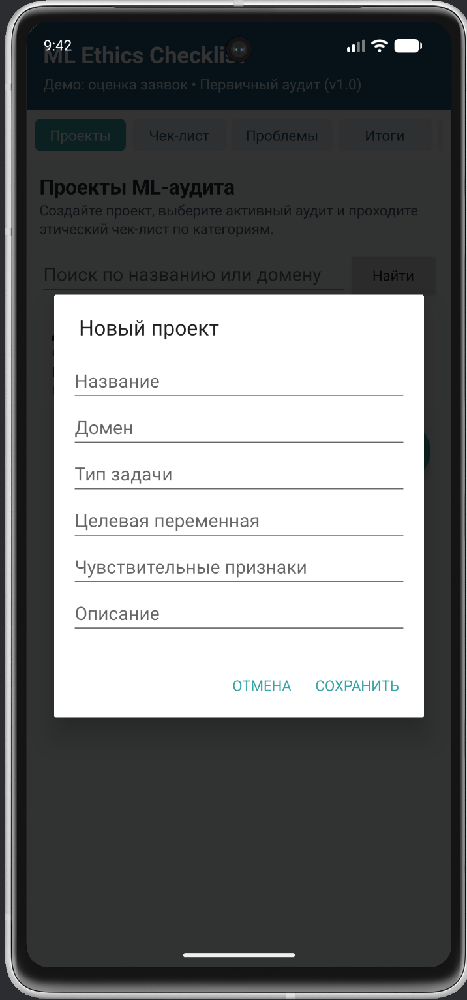 9:42
ML Ethics Checklist
Демо: оценка заявок • Первичный аудит (v1.0)
Проекты
Чек-лист
Проблемы
Итоги
Проекты ML-аудита
Создайте проект, выберите активный аудит и проходите
этический чек-лист по категориям.
Поиск по названию или домену
Найти
Новый проект
Название
Домен
Тип задачи
Целевая переменная
Чувствительные признаки
Описание
ОТМЕНА
СОХРАНИТЬ